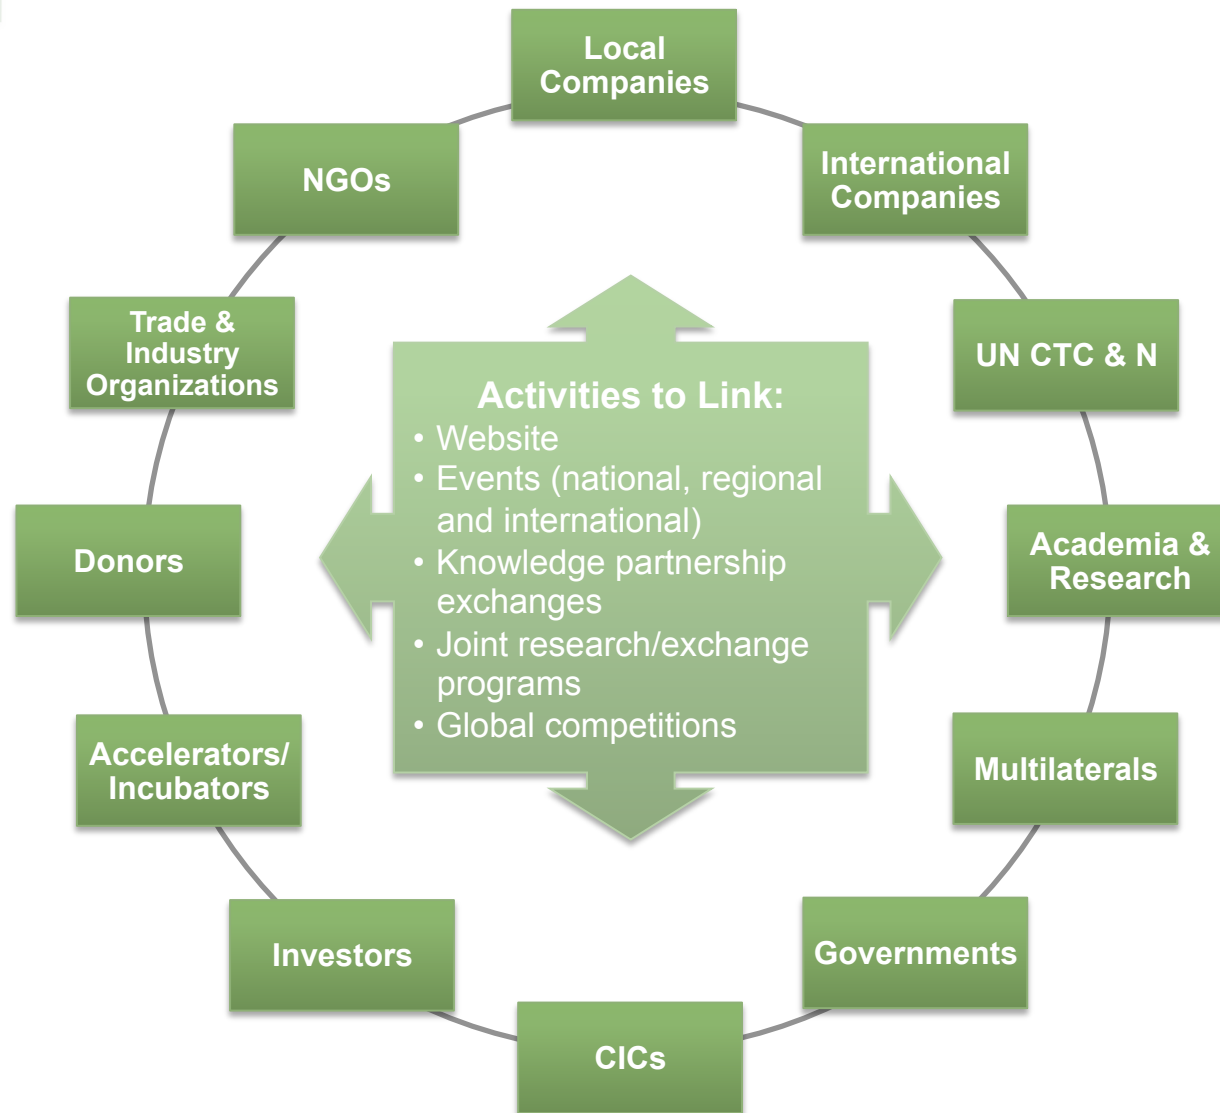 Local
Companies
International
Companies
NGOs
Trade &
Industry
Organizations
UN CTC & N
Activities to Link:
• Website
• Events (national, regional
and international)
• Knowledge partnership
exchanges
• Joint research/exchange
programs
• Global competitions
Donors
Academia &
Research
Accelerators/
Incubators
Multilaterals
Investors
Governments
CICs